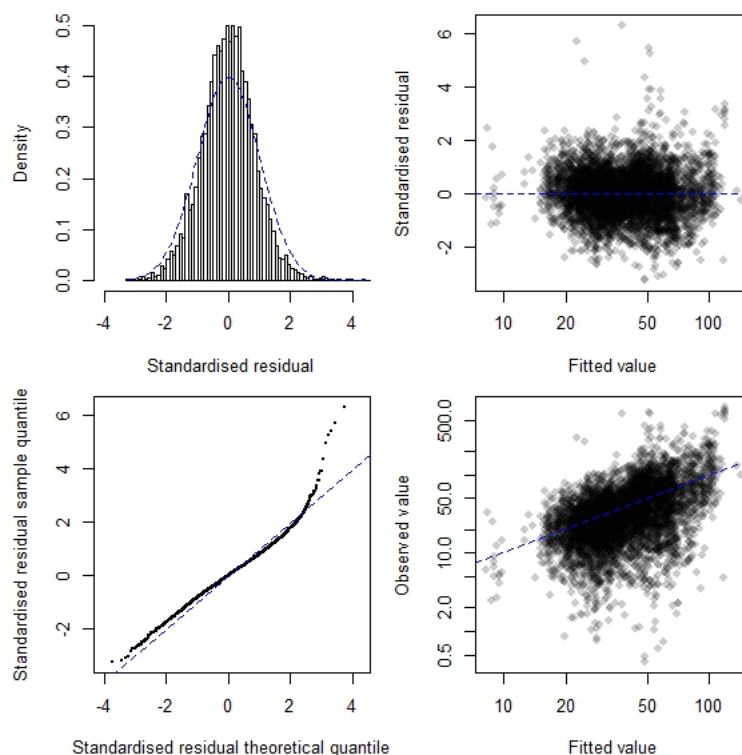 0.5
0.4
0.3
0.2
0.1
0.0
Density
-4 -2 0 2 4
Standardised residual
6
4
2
0
-2
Standardised residual
10 20 50 100
Fitted value
6
4
2
0
-2
Standardised residual sample quantile
-4 -2 0 2 4
Standardised residual theoretical quantile
500.0
50.0
10.0
2.0
0.5
Observed value
10 20 50 100
Fitted value